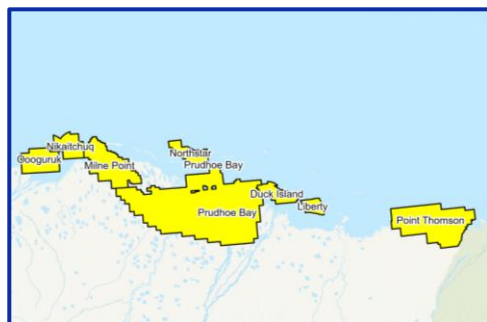 Nikaitchuq
Oooguruk
Milne Point
Northstar
Prudhoe Bay
Duck Island
Prudhoe Bay
Liberty
Point Thomson